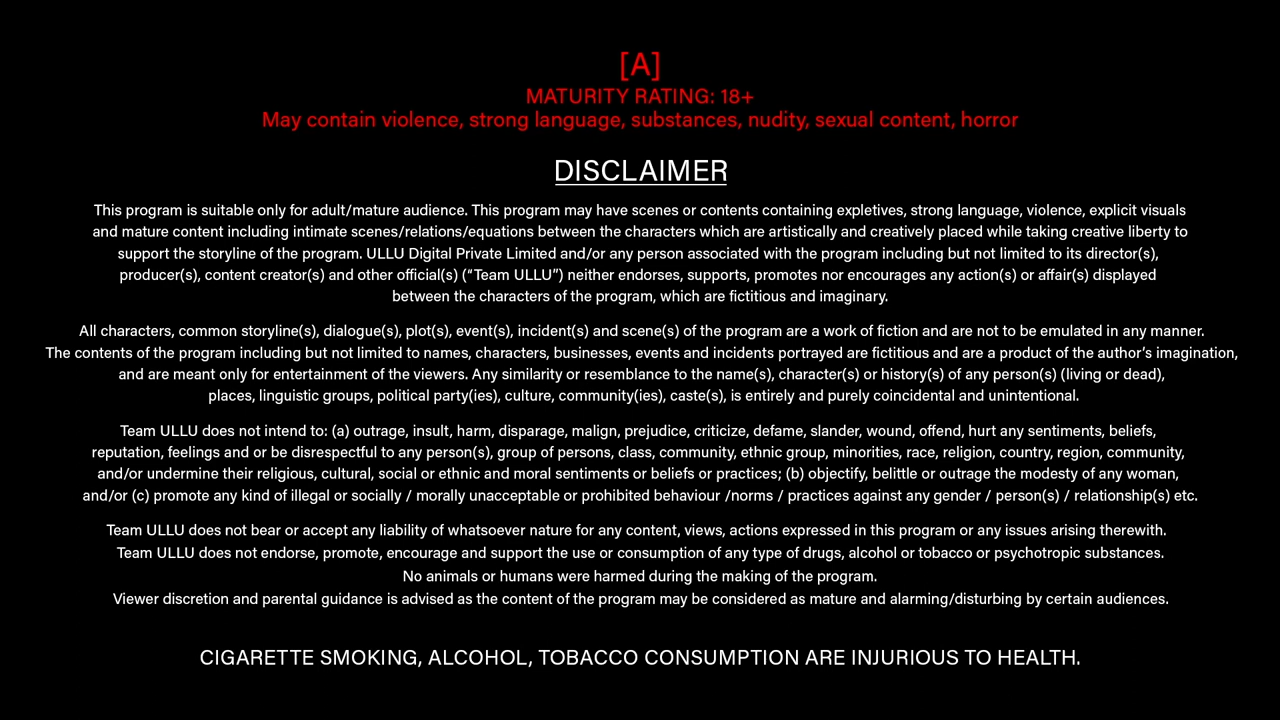 [A]
MATURITY RATING: 18+
May contain violence, strong language, substances, nudity, sexual content, horror
DISCLAIMER
This program is suitable only for adult/mature audience. This program may have scenes or contents containing expletives, strong language, violence, explicit visuals
and mature content including intimate scenes/relations/equations between the characters which are artistically and creatively placed while taking creative liberty to
support the storyline of the program. ULLU Digital Private Limited and/or any person associated with the program including but not limited to its director(s),
producer(s), content creator(s) and other official(s) (“Team ULLU”) neither endorses, supports, promotes nor encourages any action(s) or affair(s) displayed
between the characters of the program, which are fictitious and imaginary.
All characters, common storyline(s), dialogue(s), plot(s), event(s), incident(s) and scene(s) of the program are a work of fiction and are not to be emulated in any manner.
The contents of the program including but not limited to names, characters, businesses, events and incidents portrayed are fictitious and are a product of the author’s imagination,
and are meant only for entertainment of the viewers. Any similarity or resemblance to the name(s), character(s) or history(s) of any person(s) (living or dead),
places, linguistic groups, political party(ies), culture, community(ies), caste(s), is entirely and purely coincidental and unintentional.
Team ULLU does not intend to: (a) outrage, insult, harm, disparage, malign, prejudice, criticize, defame, slander, wound, offend, hurt any sentiments, beliefs,
reputation, feelings and or be disrespectful to any person(s), group of persons, class, community, ethnic group, minorities, race, religion, country, region, community,
and/or undermine their religious, cultural, social or ethnic and moral sentiments or beliefs or practices; (b) objectify, belittle or outrage the modesty of any woman,
and/or (c) promote any kind of illegal or socially / morally unacceptable or prohibited behaviour /norms / practices against any gender / person(s) / relationship(s) etc.
Team ULLU does not bear or accept any liability of whatsoever nature for any content, views, actions expressed in this program or any issues arising therewith.
Team ULLU does not endorse, promote, encourage and support the use or consumption of any type of drugs, alcohol or tobacco or psychotropic substances.
No animals or humans were harmed during the making of the program.
Viewer discretion and parental guidance is advised as the content of the program may be considered as mature and alarming/disturbing by certain audiences.
CIGARETTE SMOKING, ALCOHOL, TOBACCO CONSUMPTION ARE INJURIOUS TO HEALTH.